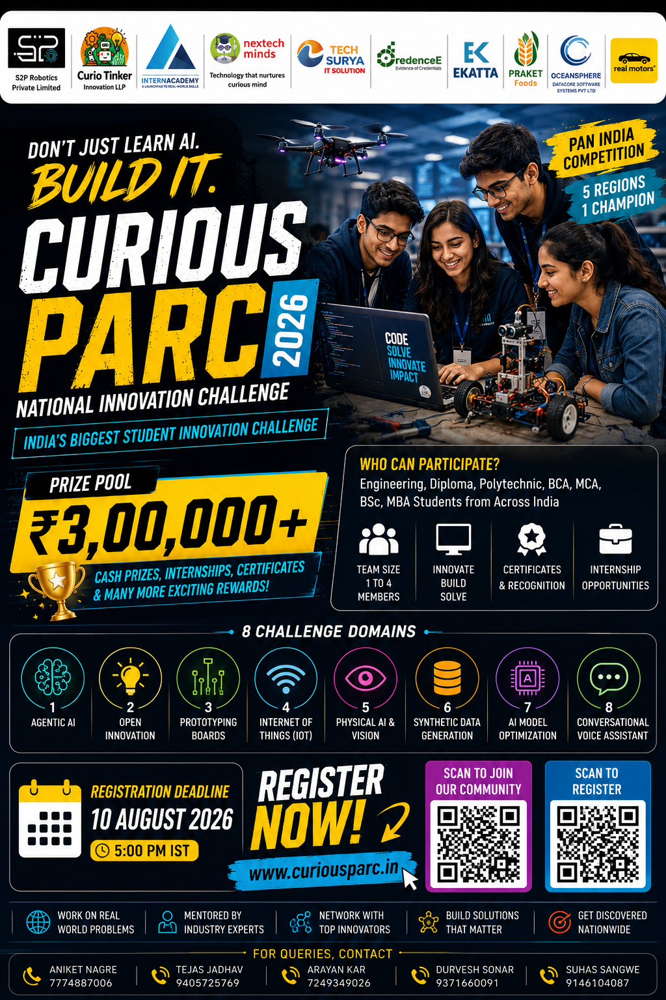 S2P Robotics
Private Limited
Curio Tinker
Innovation LLP
INTERNACADEMY
A LAUNCHPAD TO REAL-WORLD SKILLS
nextech
minds
Technology that nurtures
curious mind
TECH
SURYA
IT SOLUTION
CredenceE
Evidence of Credentials
EK
EKATTA
PRAKET
Foods
OCEANSPHERE
DATACORE SOFTWARE
SYSTEMS PVT LTD
real motors
DON'T JUST LEARN AI.
BUILD IT.
CURIOUS
PARC
2026
NATIONAL INNOVATION CHALLENGE
INDIA'S BIGGEST STUDENT INNOVATION CHALLENGE
PAN INDIA
COMPETITION
5 REGIONS
1 CHAMPION
CODE
SOLVE
INNOVATE
IMPACT
PRIZE POOL
₹3,00,000+
CASH PRIZES, INTERNSHIPS, CERTIFICATES
& MANY MORE EXCITING REWARDS!
WHO CAN PARTICIPATE?
Engineering, Diploma, Polytechnic, BCA, MCA,
BSc, MBA Students from Across India
TEAM SIZE
1 TO 4
MEMBERS
INNOVATE
BUILD
SOLVE
CERTIFICATES
& RECOGNITION
INTERNSHIP
OPPORTUNITIES
8 CHALLENGE DOMAINS
1
AGENTIC AI
2
OPEN
INNOVATION
3
PROTOTYPING
BOARDS
4
INTERNET OF
THINGS (IOT)
5
PHYSICAL AI &
VISION
6
SYNTHETIC DATA
GENERATION
A
7
AI MODEL
OPTIMIZATION
8
CONVERSATIONAL
VOICE ASSISTANT
REGISTRATION DEADLINE
10 AUGUST 2026
5:00 PM IST
REGISTER
NOW!
www.curiousparc.in
SCAN TO JOIN
OUR COMMUNITY
SCAN TO
REGISTER
WORK ON REAL
WORLD PROBLEMS
MENTORED BY
INDUSTRY EXPERTS
NETWORK WITH
TOP INNOVATORS
BUILD SOLUTIONS
THAT MATTER
GET DISCOVERED
NATIONWIDE
FOR QUERIES, CONTACT
ANIKET NAGRE
7774887006
TEJAS JADHAV
9405725769
ARAYAN KAR
7249349026
DURVESH SONAR
9371660091
SUHAS SANGWE
9146104087